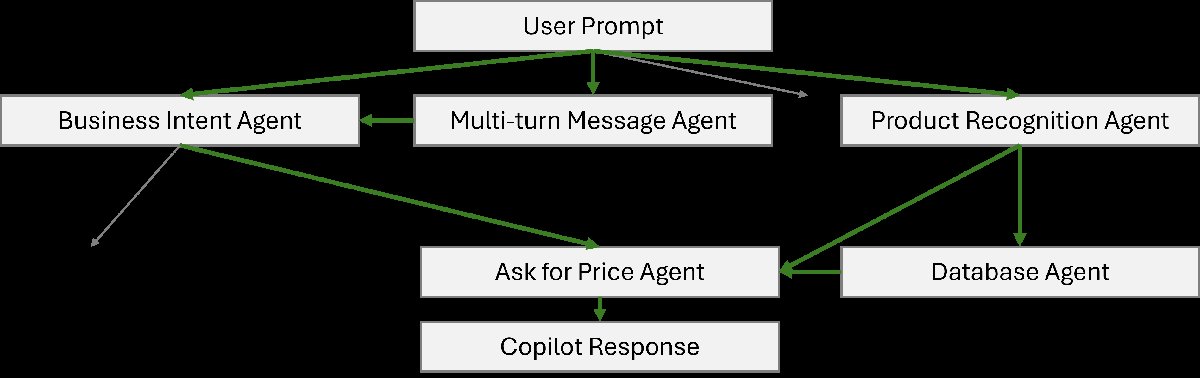 User Prompt
Business Intent Agent
Multi-turn Message Agent
Product Recognition Agent
Ask for Price Agent
Database Agent
Copilot Response